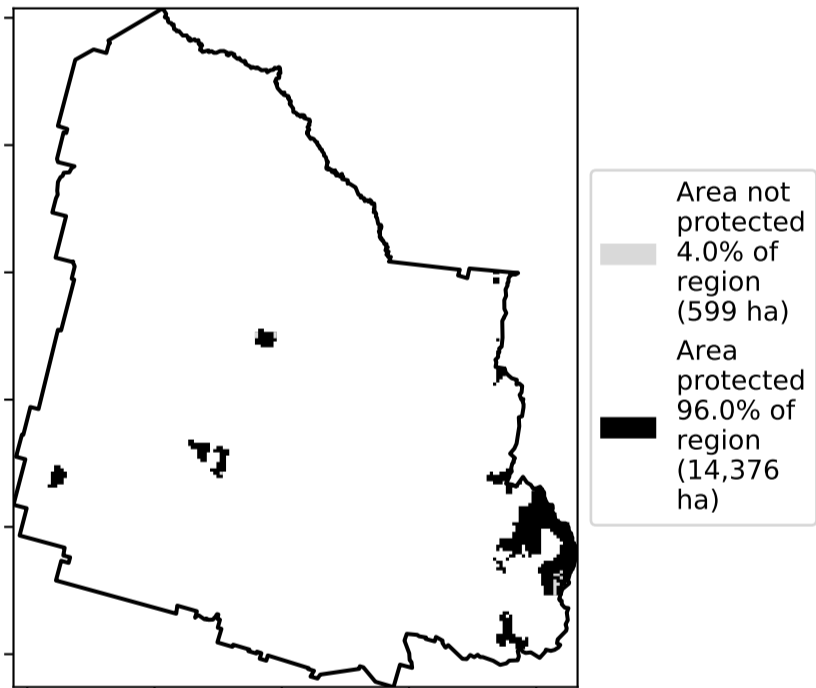 Area not
protected
4.0% of
region
(599 ha)
Area
protected
96.0% of
region
(14,376
ha)